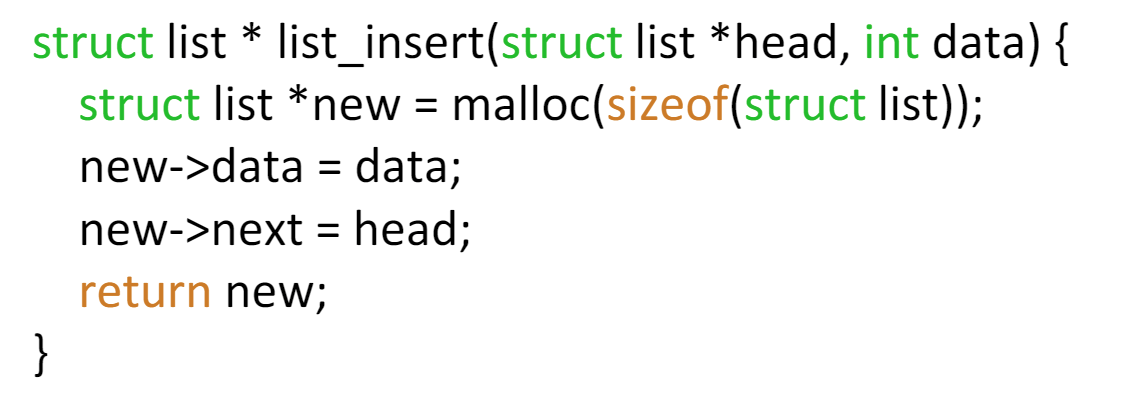 struct list * list_insert(struct list *head, int data) {
struct list *new = malloc(sizeof(struct list));
new->data = data;
new->next = head;
return new;
}